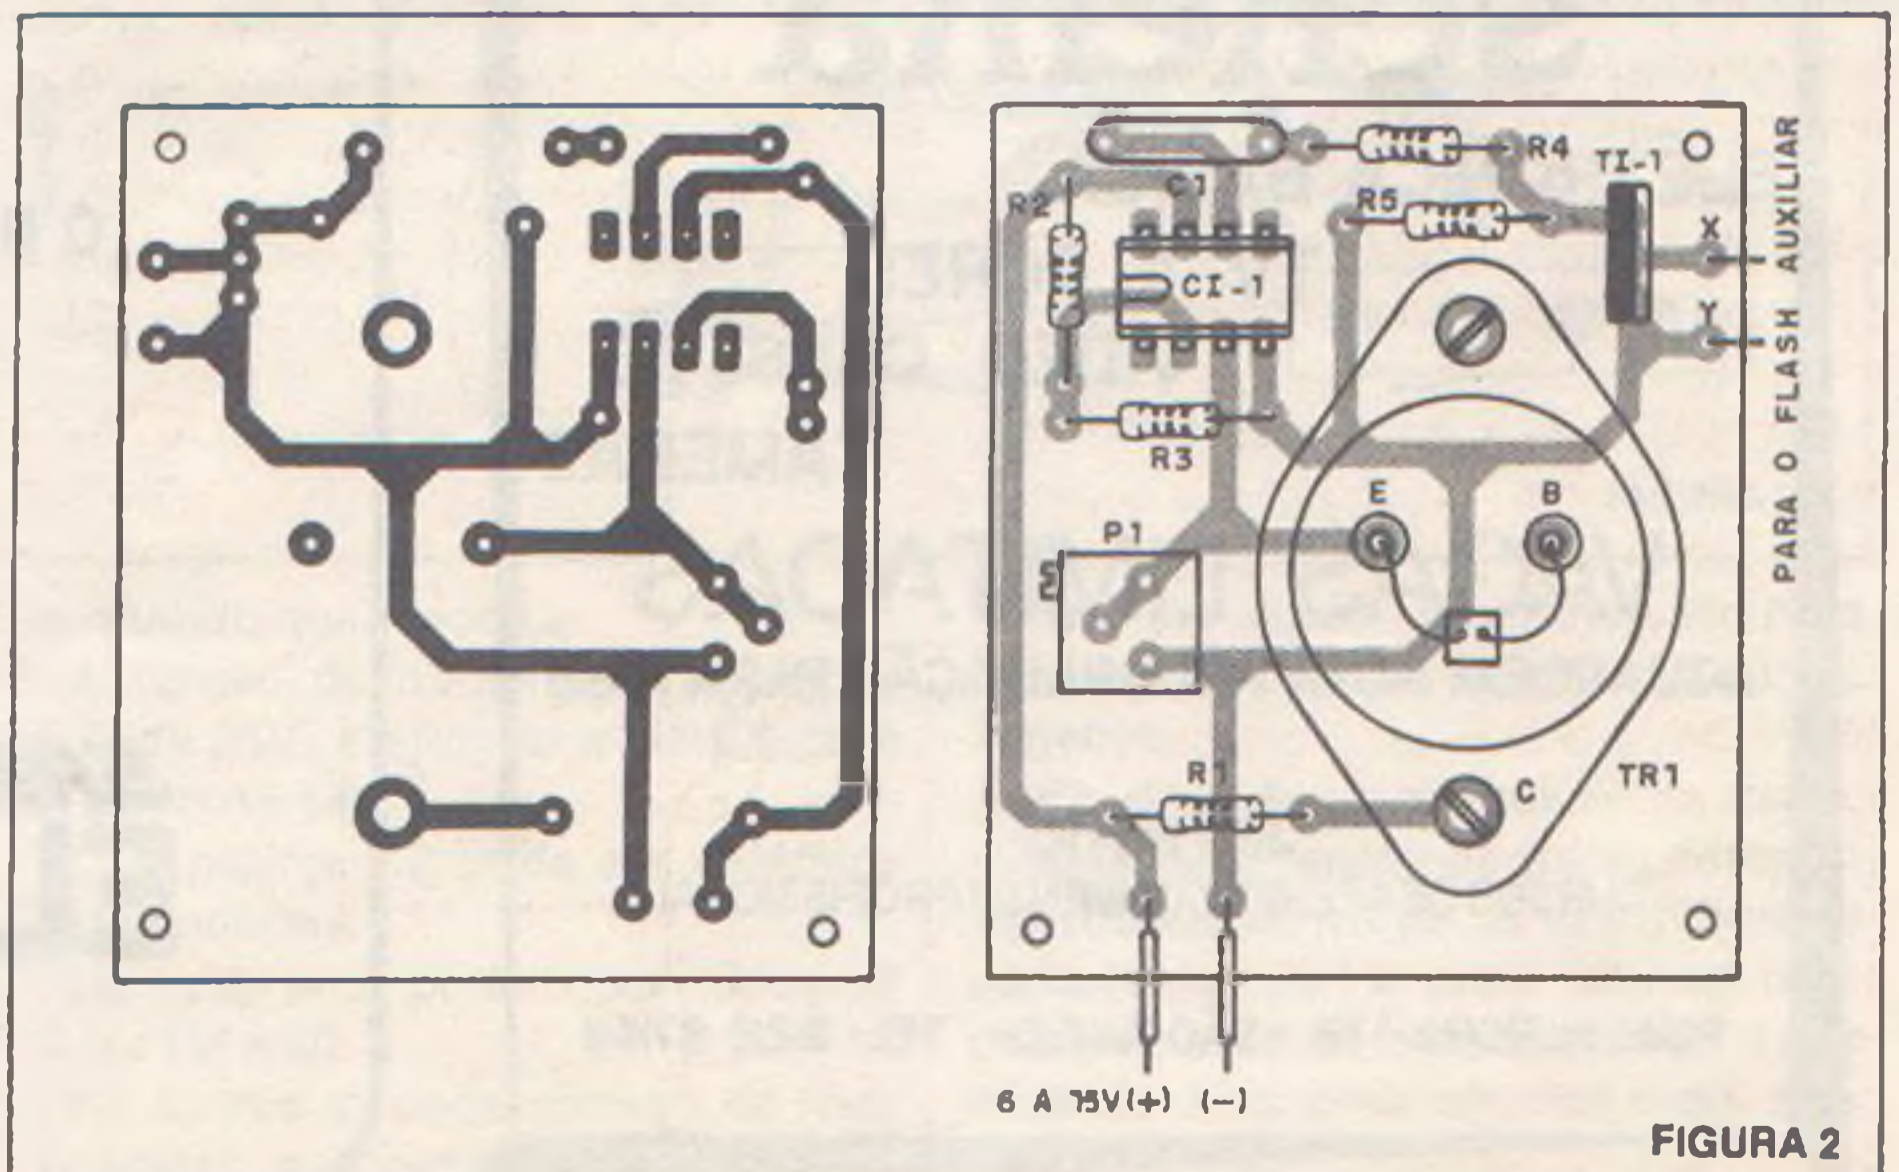 C1
R4
TI-1
R2
R5
X
CI-1
Y
PARA O FLASH AUXILIAR
R3
E
B
P1
R1
C
TR1
6 A 15V(+) (−)
FIGURA 2